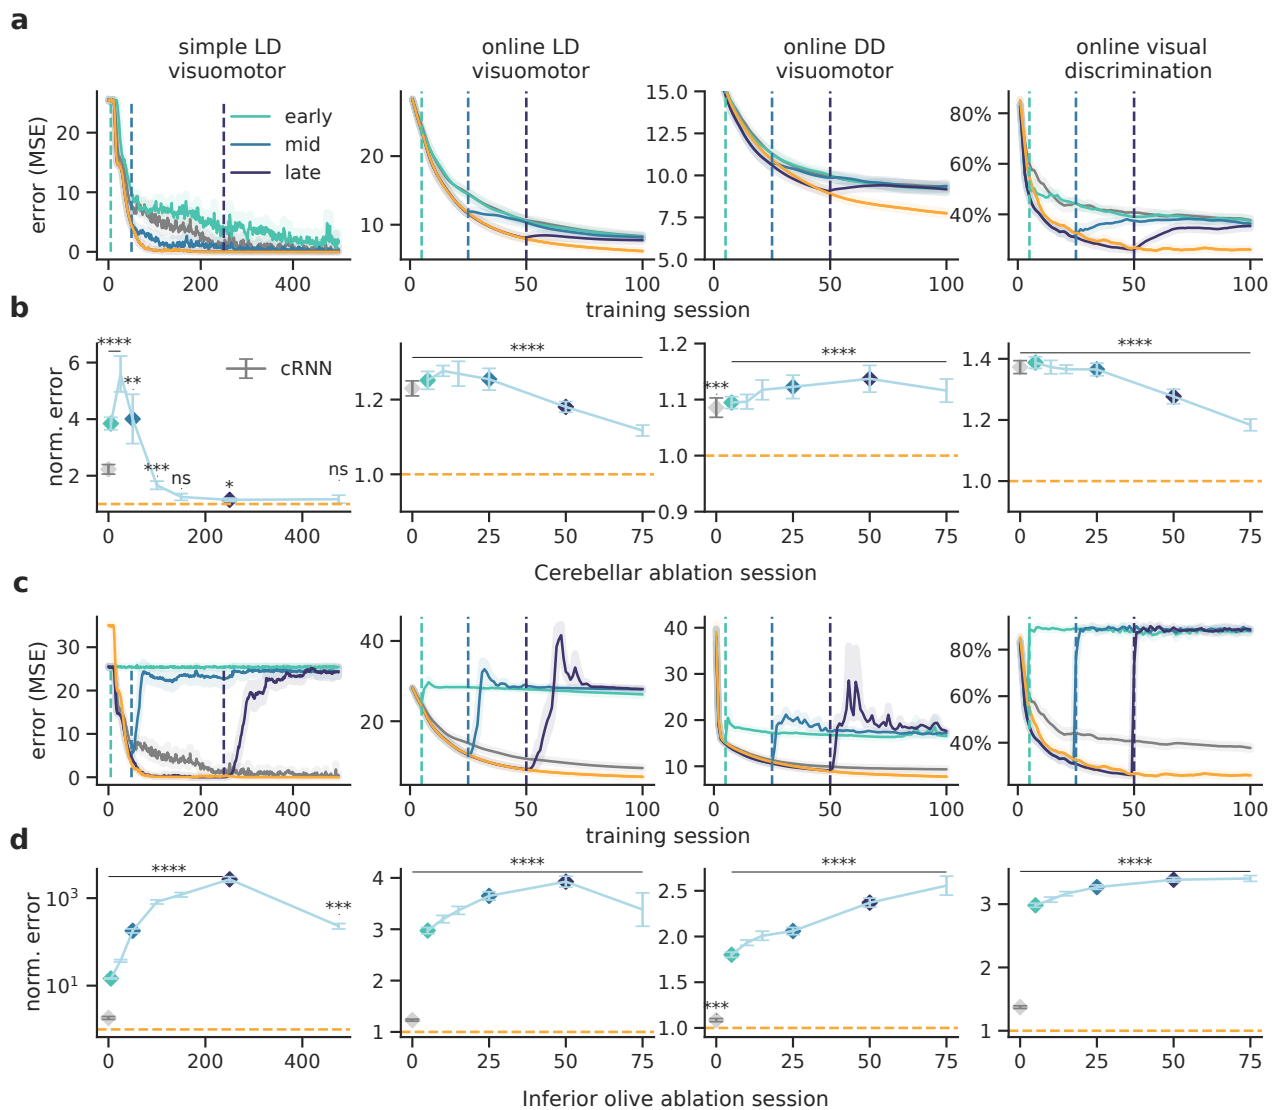 a
simple LD
visuomotor
online LD
visuomotor
online DD
visuomotor
online visual
discrimination
error (MSE)
20
10
0
early
mid
late
0 200 400
20
10
0 50 100
15.0
12.5
10.0
7.5
5.0
0 50 100
80%
60%
40%
0 50 100
training session
b
norm. error
6
4
2
****
**
***
ns
*
ns
cRNN
0 200 400
1.2
1.0
****
0 25 50 75
1.2
1.1
1.0
0.9
***
****
0 25 50 75
1.4
1.2
1.0
****
0 25 50 75
Cerebellar ablation session
c
error (MSE)
30
20
10
0
0 200 400
40
20
0 50 100
40
30
20
10
0 50 100
80%
60%
40%
0 50 100
training session
d
norm. error
10³
10¹
****
***
0 200 400
4
3
2
1
****
0 25 50 75
2.5
2.0
1.5
1.0
***
****
0 25 50 75
3
2
1
****
0 25 50 75
Inferior olive ablation session